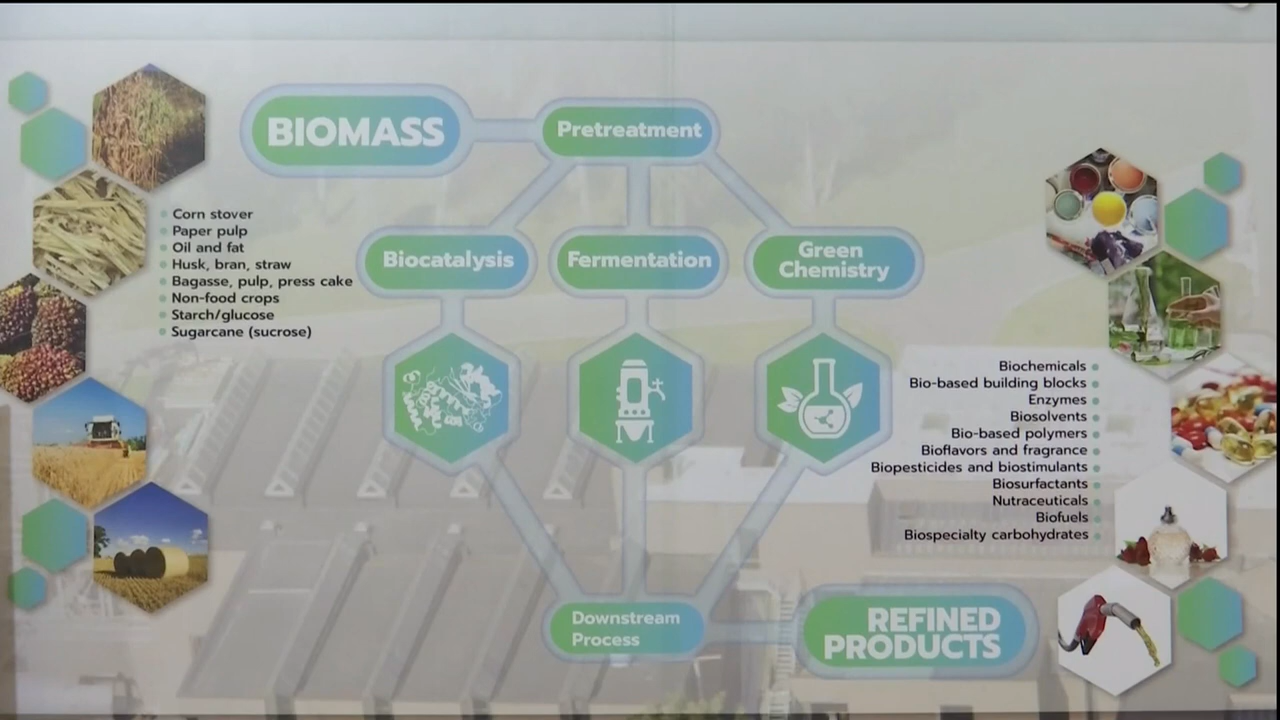 BIOMASS
Pretreatment
Corn stover
Paper pulp
Oil and fat
Husk, bran, straw
Bagasse, pulp, press cake
Non-food crops
Starch/glucose
Sugarcane (sucrose)
Biocatalysis
Fermentation
Green
Chemistry
Biochemicals
Bio-based building blocks
Enzymes
Biosolvents
Bio-based polymers
Bioflavors and fragrance
Biopesticides and biostimulants
Biosurfactants
Nutraceuticals
Biofuels
Biospecialty carbohydrates
Downstream
Process
REFINED
PRODUCTS